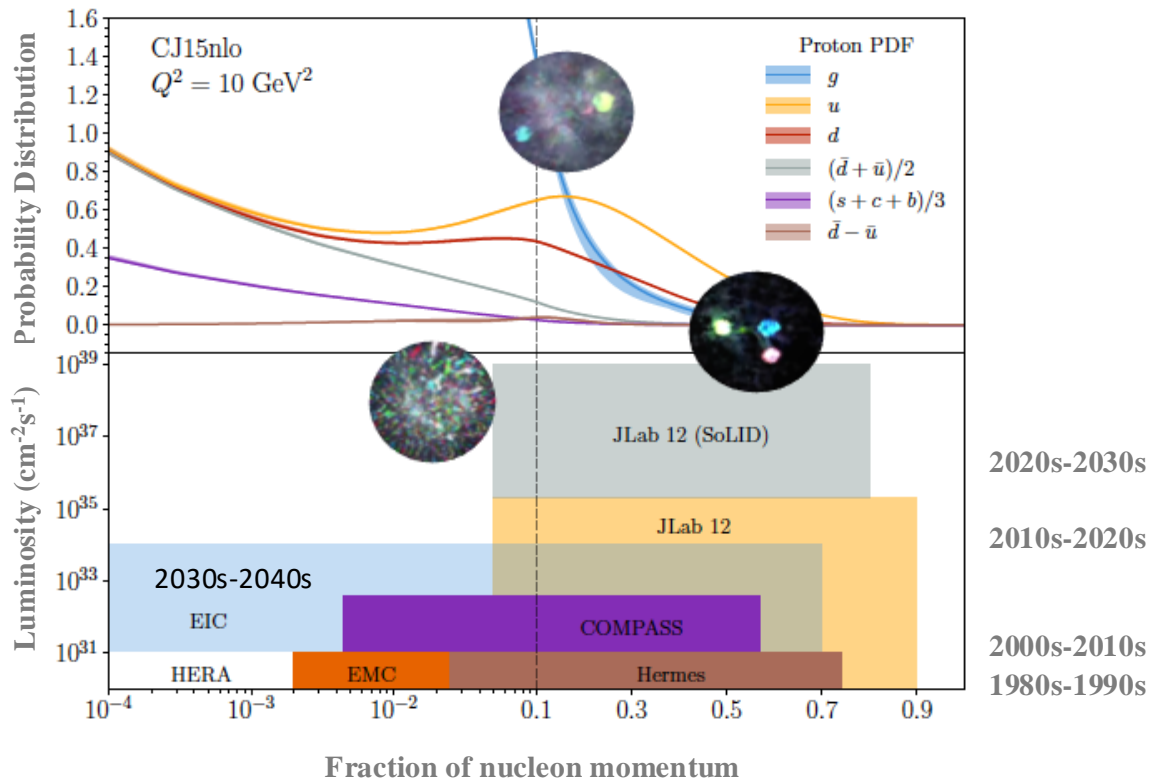 Probability Distribution
1.6
1.4
1.2
1.0
0.8
0.6
0.4
0.2
0.0
CJ15nlo
Q² = 10 GeV²
Proton PDF
g
u
d
(d̄ + ū)/2
(s + c + b)/3
d̄ − ū
Luminosity (cm⁻²s⁻¹)
10³⁹
10³⁷
10³⁵
10³³
10³¹
JLab 12 (SoLID)
JLab 12
2030s-2040s
EIC
COMPASS
HERA
EMC
Hermes
2020s-2030s
2010s-2020s
2000s-2010s
1980s-1990s
10⁻⁴
10⁻³
10⁻²
0.1
0.3
0.5
0.7
0.9
Fraction of nucleon momentum